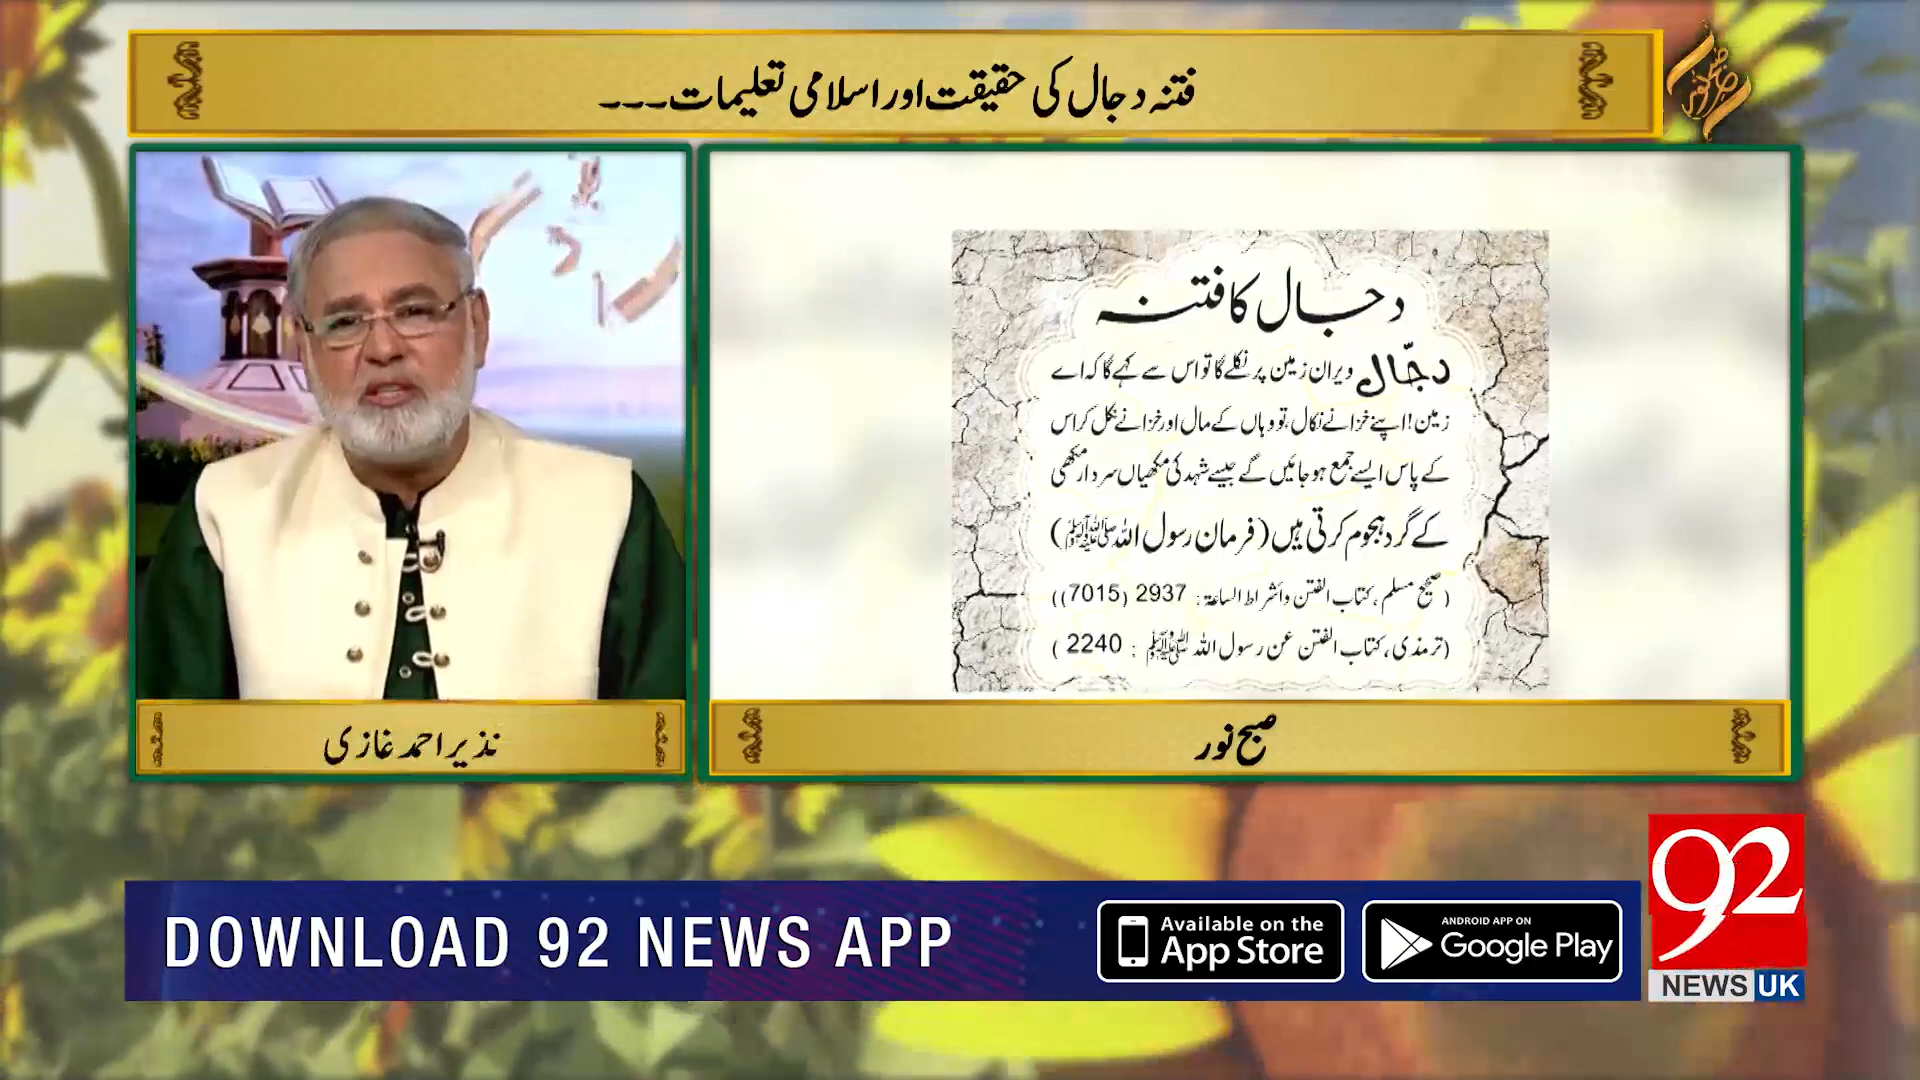 فتنہ دجال کی حقیقت اور اسلامی تعلیمات۔۔۔
صبح نور
دجال کا فتنہ
دجّال ویران زمین پر نکلے گا تو اس سے کہے گا کہ اے
زمین! اپنے خزانے نکال، تو وہاں کے مال اور خزانے نکل کر اس
کے پاس ایسے جمع ہو جائیں گے جیسے شہد کی مکھیاں سردار مکھی
کے گرد ہجوم کرتی ہیں (فرمان رسول اللہ ﷺ)
(صحیح مسلم، کتاب الفتن وأشراط الساعۃ: 2937 (7015))
(ترمذی، کتاب الفتن عن رسول اللہ ﷺ: 2240)
نذیر احمد غازی
صبح نور
DOWNLOAD 92 NEWS APP
Available on the
App Store
ANDROID APP ON
Google Play
92
NEWS UK